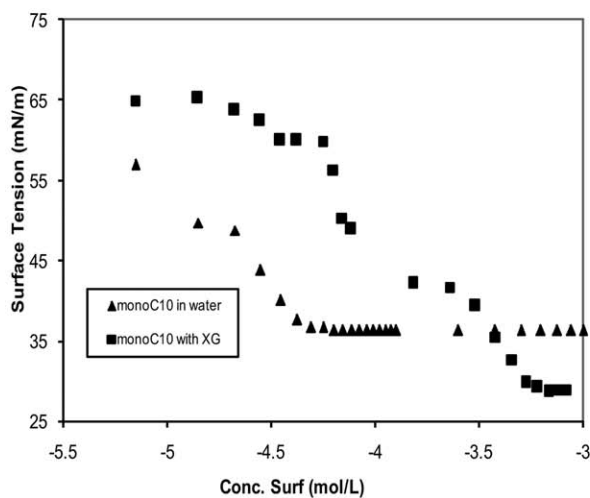 75
65
55
45
35
25
Surface Tension (mN/m)
monoC10 in water
monoC10 with XG
-5.5 -5 -4.5 -4 -3.5 -3
Conc. Surf (mol/L)